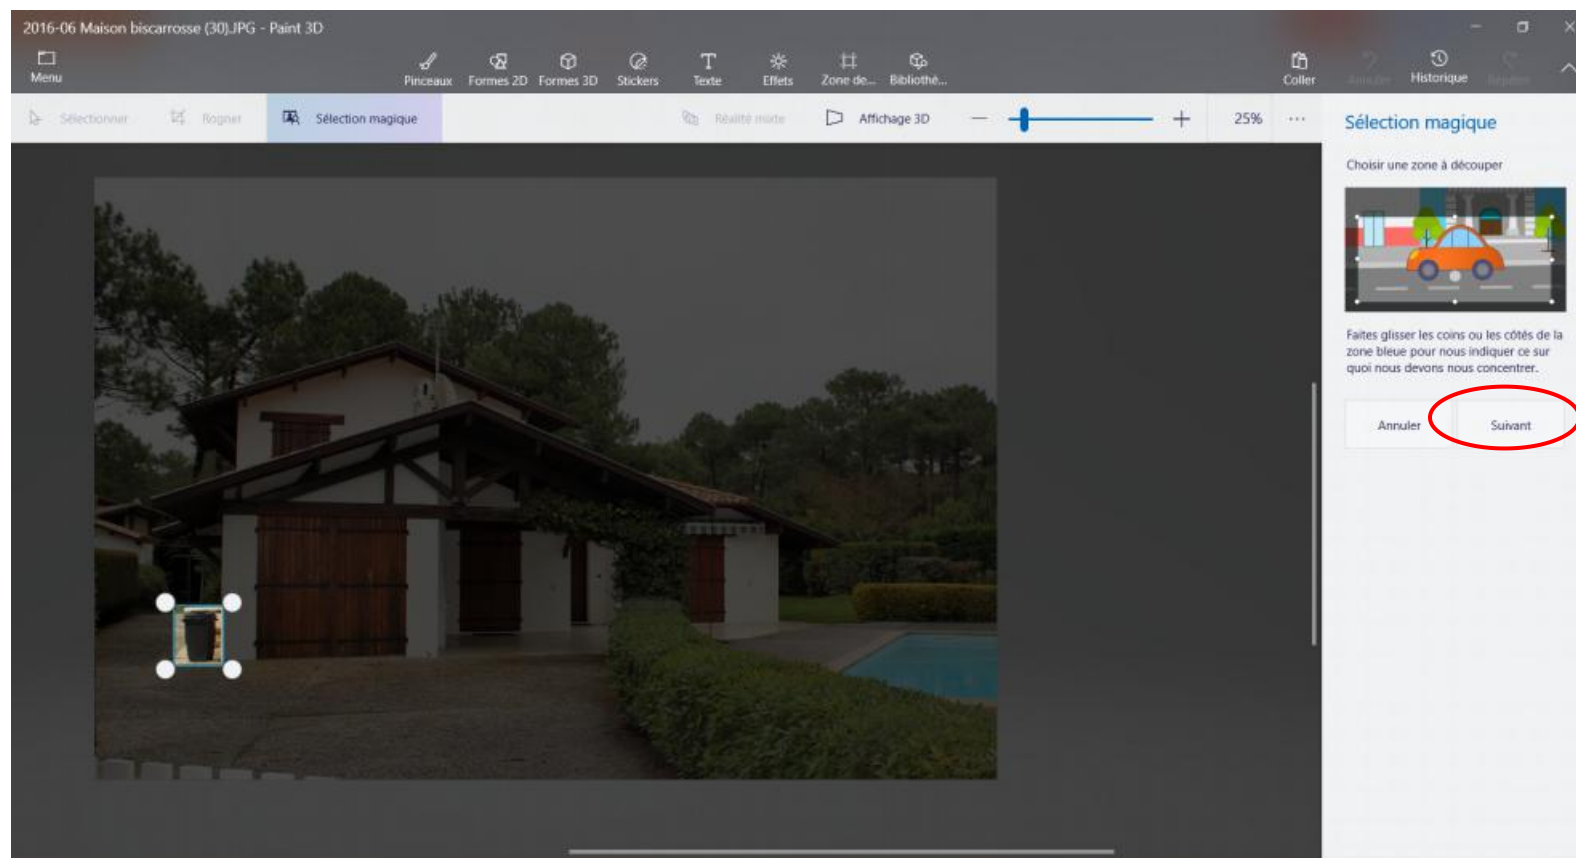 2016-06 Maison biscarrosse (30).JPG - Paint 3D
Menu
Pinceaux
Formes 2D
Formes 3D
Stickers
Texte
Effets
Zone de...
Bibliothè...
Coller
Annuler
Historique
Sélectionner
Rogner
Sélection magique
Réalité mixte
Affichage 3D
25%
Sélection magique
Choisir une zone à découper
Faites glisser les coins ou les côtés de la
zone bleue pour nous indiquer ce sur
quoi nous devons nous concentrer.
Annuler
Suivant